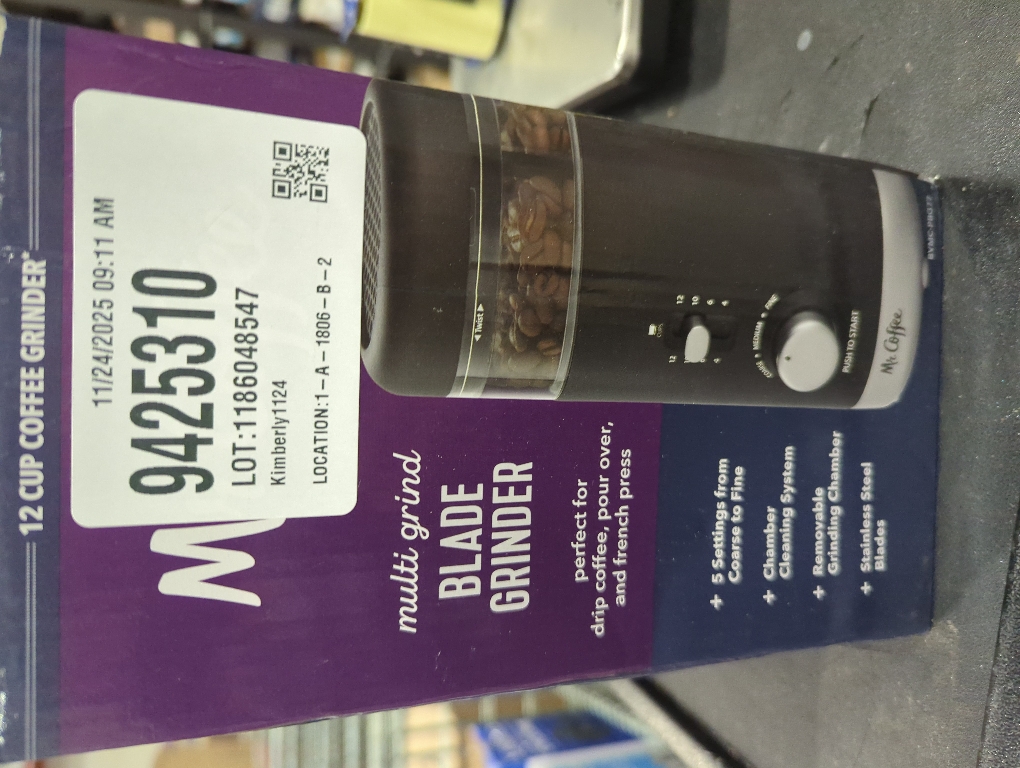 12 CUP COFFEE GRINDER*
11/24/2025 09:11 AM
9425310
LOT:1186048547
Kimberly1124
LOCATION:1-A-1806-B-2
M
multi grind
BLADE
GRINDER
perfect for
drip coffee, pour over,
and french press
+ 5 Settings from
Coarse to Fine
+ Chamber
Cleaning System
+ Removable
Grinding Chamber
+ Stainless Steel
Blades
◄ Twist ►
12 12
10
6
4 4
COARSE • MEDIUM • FINE
PUSH TO START
Mr. Coffee